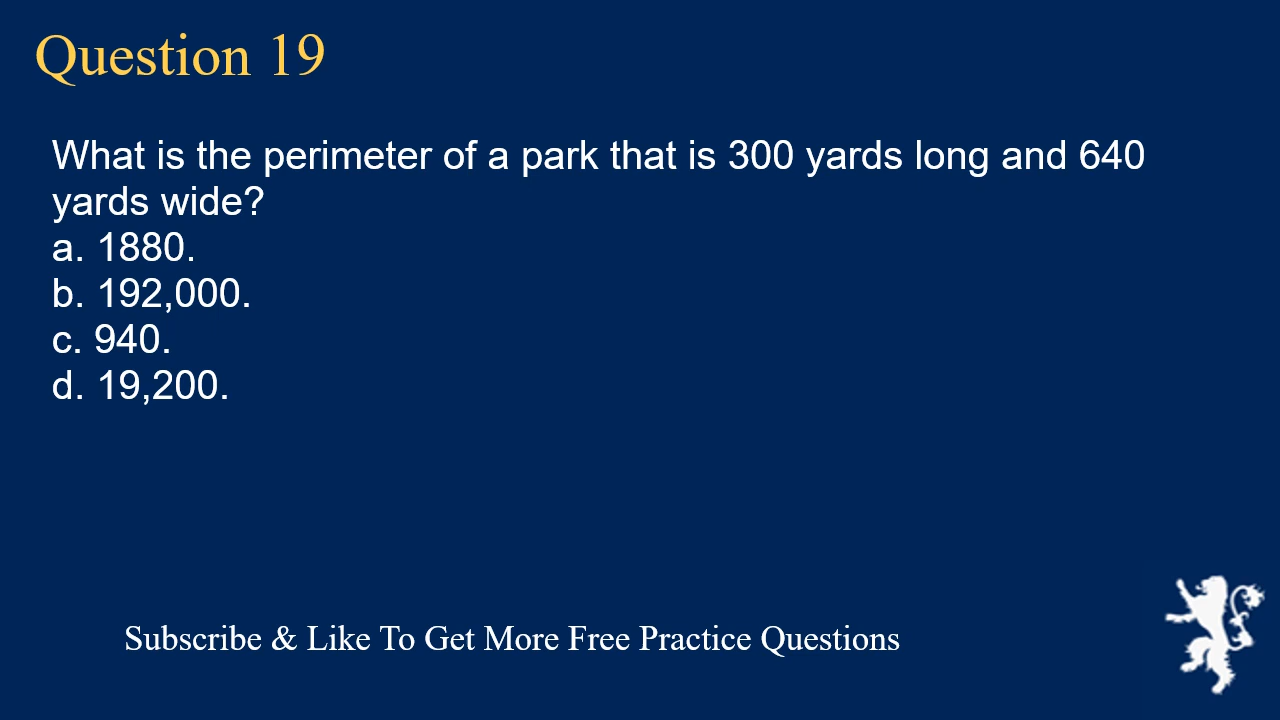 Question 19
What is the perimeter of a park that is 300 yards long and 640
yards wide?
a. 1880.
b. 192,000.
c. 940.
d. 19,200.
Subscribe & Like To Get More Free Practice Questions